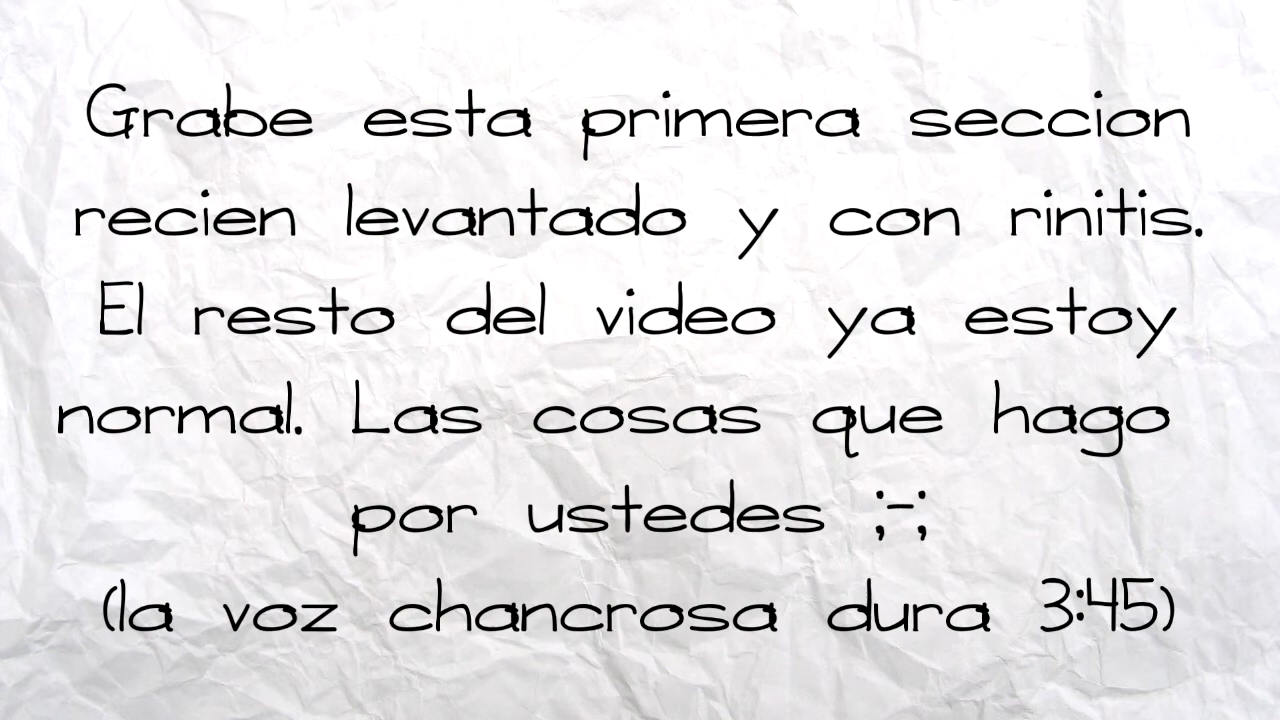 Grabe esta primera seccion
recien levantado y con rinitis.
El resto del video ya estoy
normal. Las cosas que hago
por ustedes ;-;
(la voz chancrosa dura 3:45)